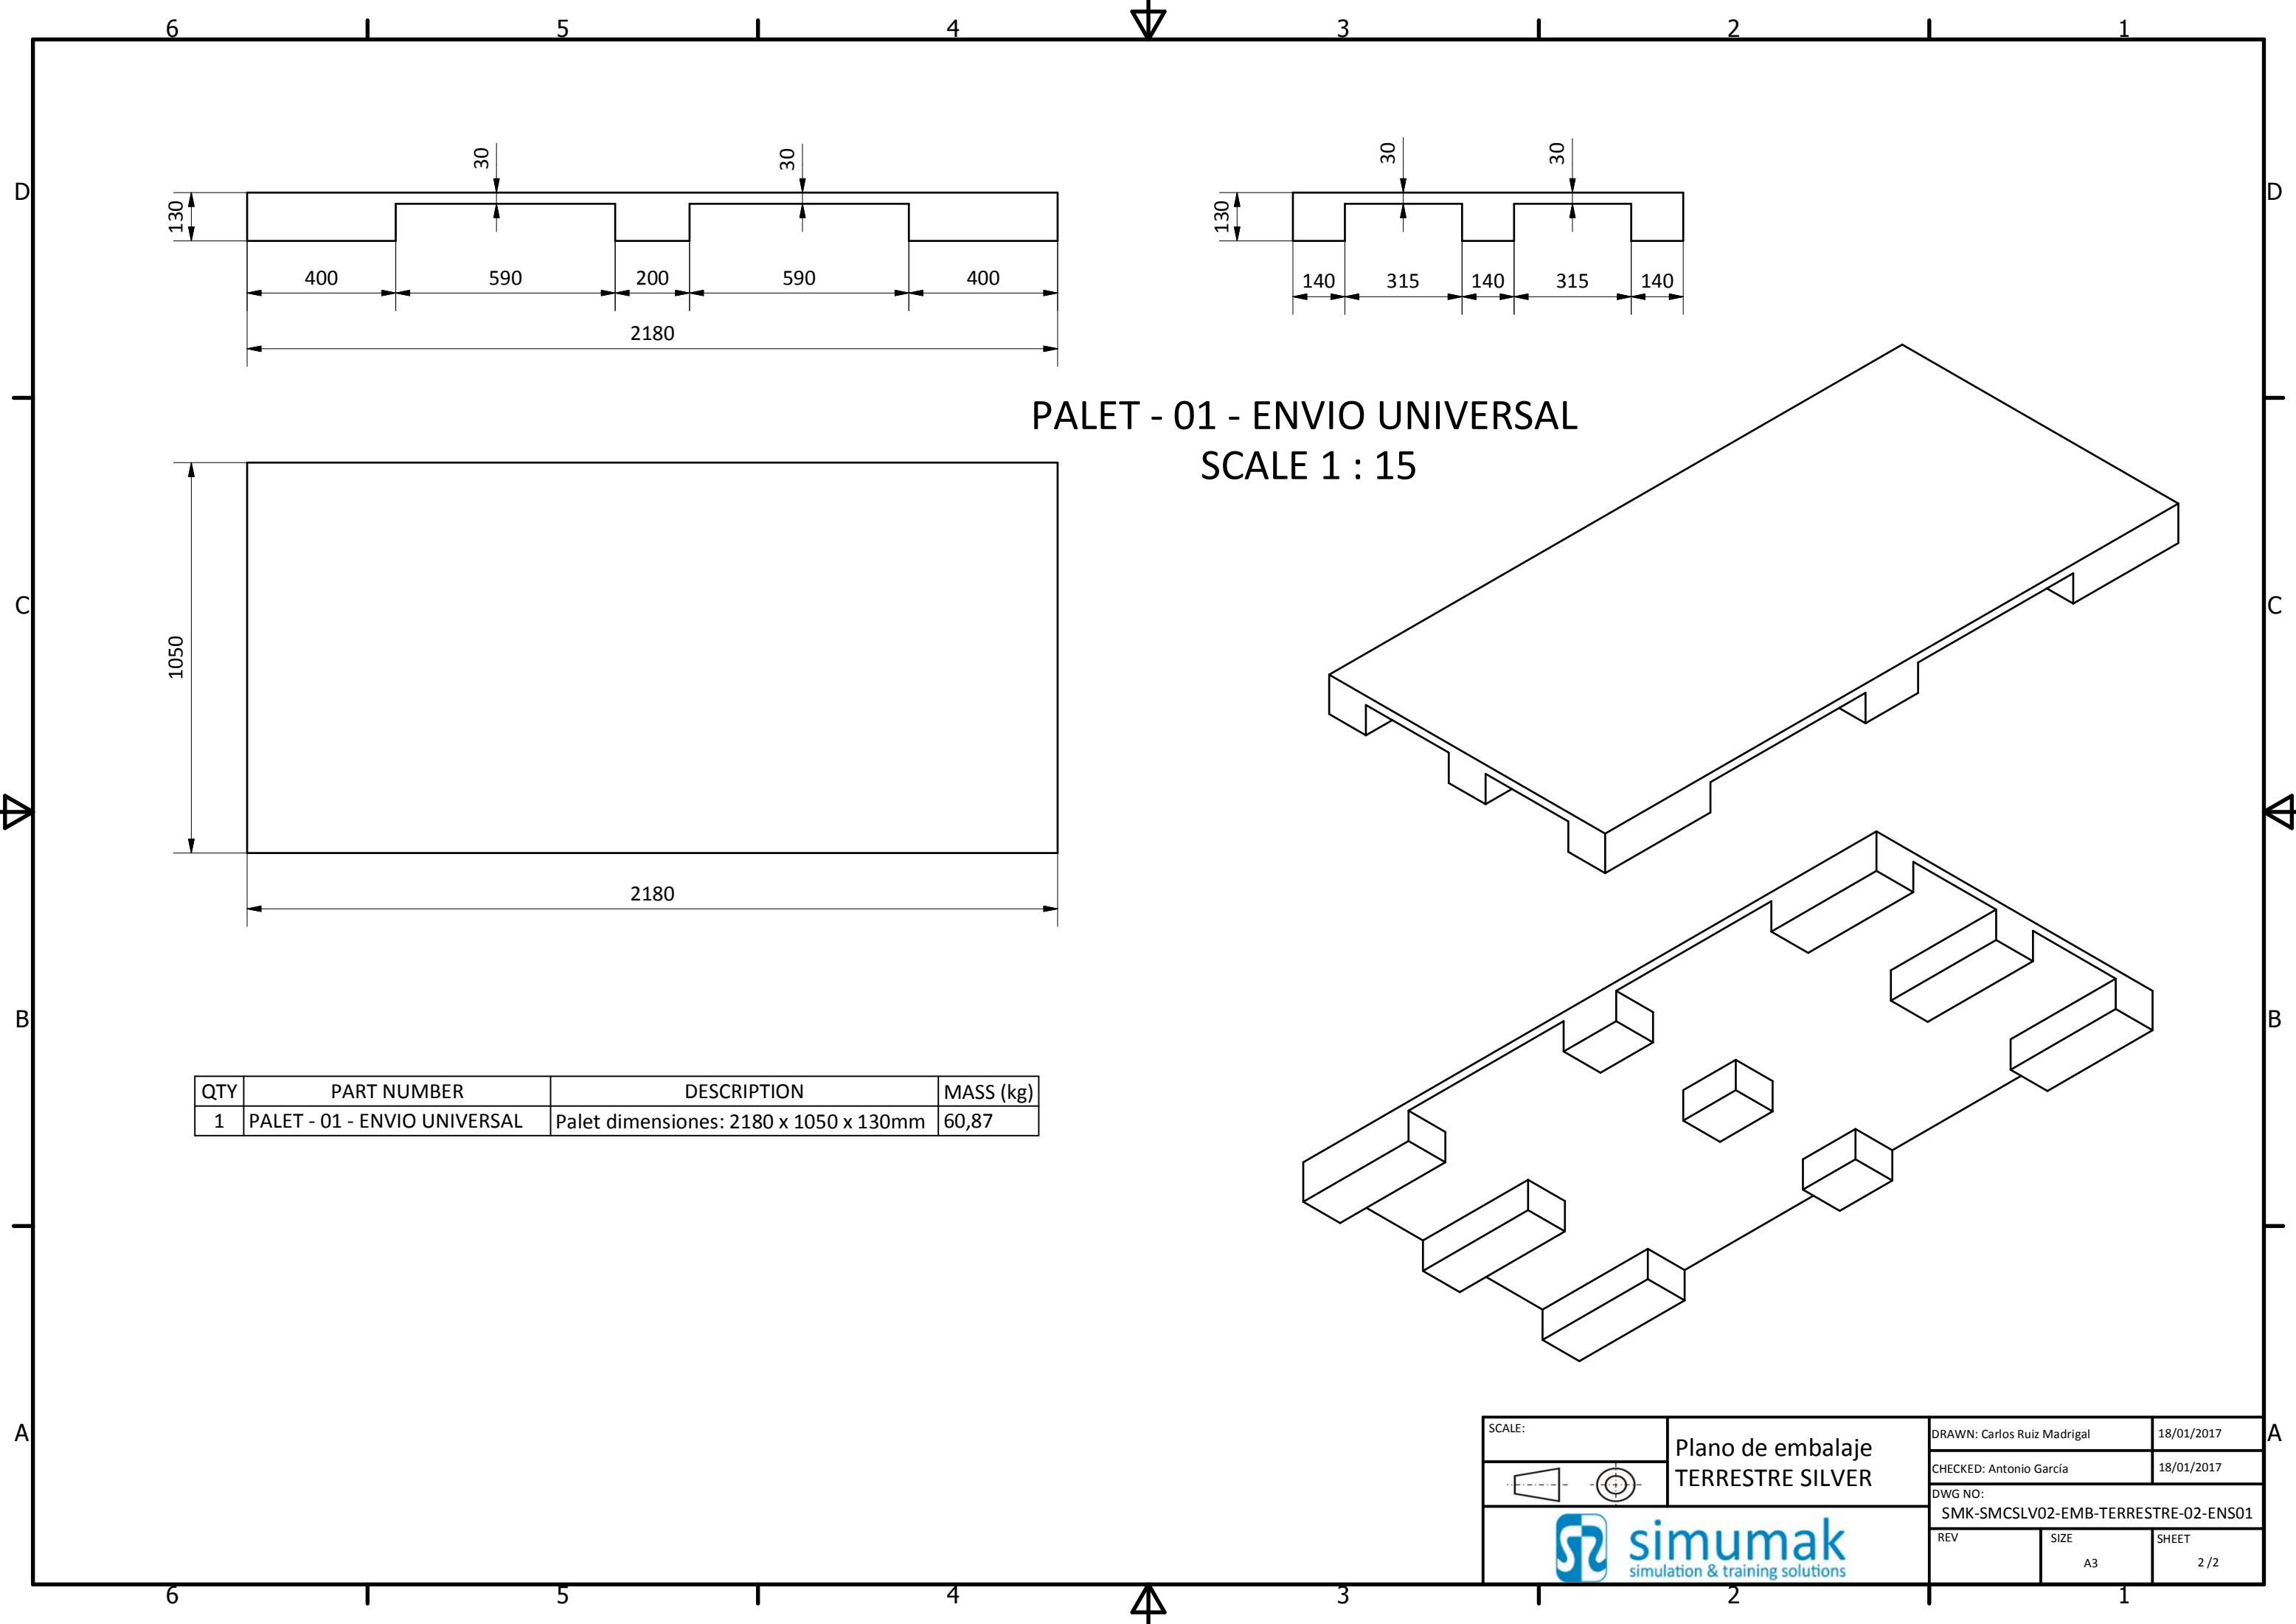 6 5 4 3 2 1
D D
30 30 30 30
130 130
400 590 200 590 400
140 315 140 315 140
2180
PALET - 01 - ENVIO UNIVERSAL
SCALE 1 : 15
C C
1050
2180
B B
QTY PART NUMBER DESCRIPTION MASS (kg)
1 PALET - 01 - ENVIO UNIVERSAL Palet dimensiones: 2180 x 1050 x 130mm 60,87
A A
SCALE:
Plano de embalaje
TERRESTRE SILVER
DRAWN: Carlos Ruiz Madrigal 18/01/2017
CHECKED: Antonio García 18/01/2017
DWG NO:
SMK-SMCSLV02-EMB-TERRESTRE-02-ENS01
simumak
simulation & training solutions
REV SIZE SHEET
A3 2 /2
6 5 4 3 2 1